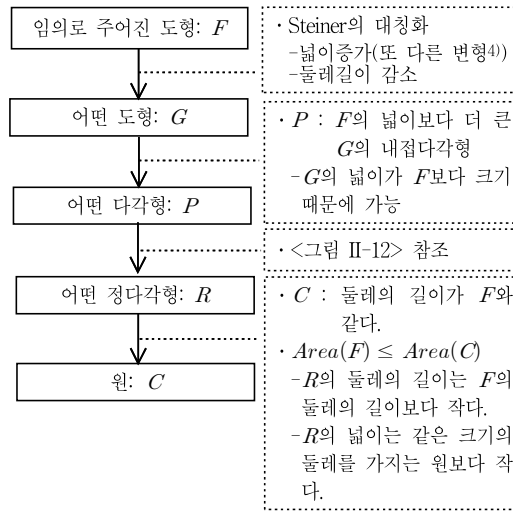 임의로 주어진 도형: F
· Steiner의 대칭화
-넓이증가(또 다른 변형4))
-둘레길이 감소
어떤 도형: G
· P : F의 넓이보다 더 큰
G의 내접다각형
-G의 넓이가 F보다 크기
때문에 가능
어떤 다각형: P
· <그림 II-12> 참조
어떤 정다각형: R
· C : 둘레의 길이가 F와
같다.
· Area(F) ≤ Area(C)
-R의 둘레의 길이는 F의
둘레의 길이보다 작다.
-R의 넓이는 같은 크기의
둘레를 가지는 원보다 작
다.
원: C